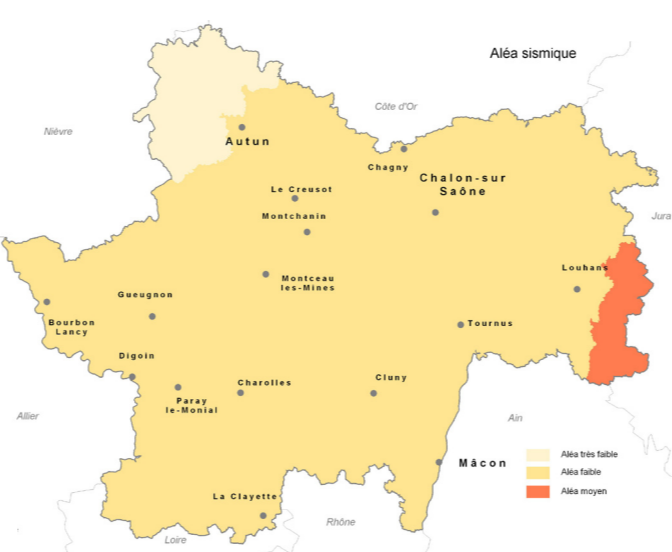 Aléa sismique
Côte d'Or
Nièvre
Autun
Chagny
Chalon-sur
Saône
Le Creusot
Montchanin
Jura
Louhans
Montceau
les-Mines
Gueugnon
Bourbon
Lancy
Tournus
Digoin
Charolles
Cluny
Paray
le-Monial
Allier
Ain
Aléa très faible
Mâcon
Aléa faible
Aléa moyen
La Clayette
Rhône
Loire